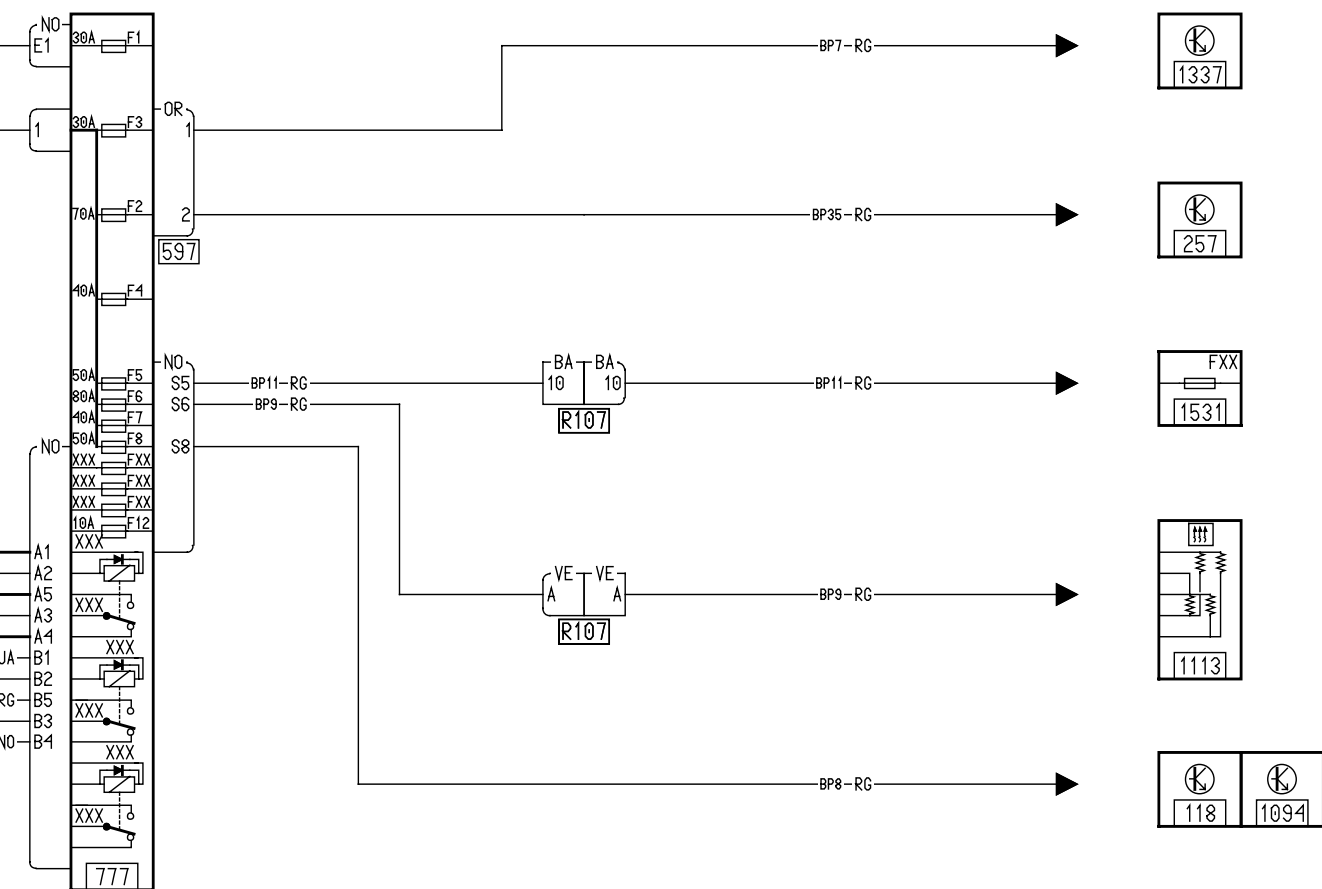 NO
E1
30A F1
BP7-RG
1337
OR
1
30A F3
1
70A F2
2
BP35-RG
257
597
40A F4
NO
BA BA
FXX
50A F5
S5
BP11-RG
10 10
BP11-RG
80A F6
S6
BP9-RG
R107
1531
40A F7
50A F8
NO
S8
XXX FXX
XXX FXX
XXX FXX
10A F12
XXX
A1
A2
VE VE
A5
A A
BP9-RG
XXX
A3
A4
R107
XXX
UA B1
B2
1113
RG B5
XXX
B3
NO B4
XXX
BP8-RG
XXX
118
1094
777